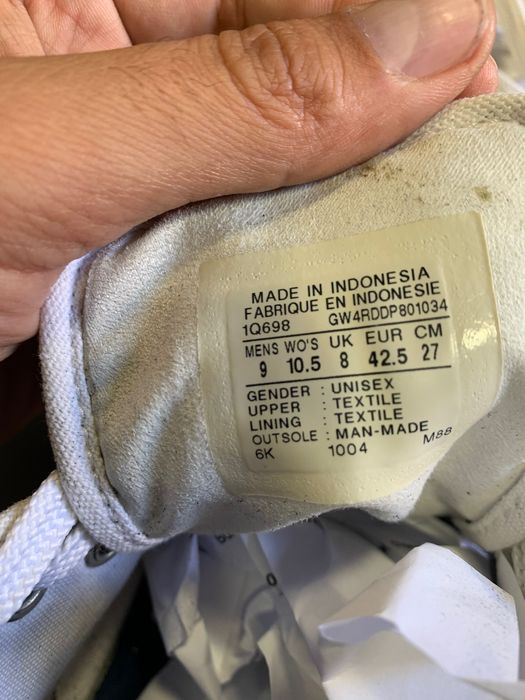 MADE IN INDONESIA
FABRIQUE EN INDONESIE
1Q698 GW4RDDP801034
MENS WO'S UK EUR CM
9 10.5 8 42.5 27
GENDER : UNISEX
UPPER : TEXTILE
LINING : TEXTILE
OUTSOLE : MAN-MADE
6K 1004 M88